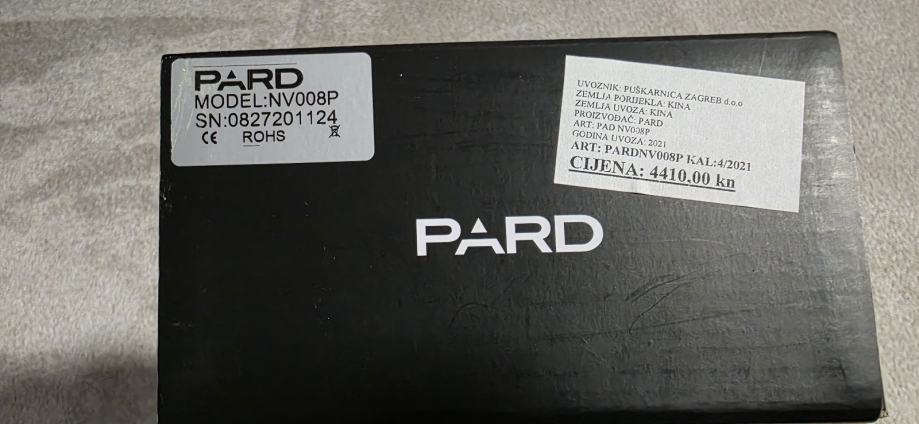 PARD
MODEL:NV008P
SN:0827201124
CE ROHS
UVOZNIK: PUŠKARNICA ZAGREB d.o.o
ZEMLJA PORIJEKLA: KINA
ZEMLJA UVOZA: KINA
PROIZVOĐAČ: PARD
ART: PAD NV008P
GODINA UVOZA: 2021
ART: PARDNV008P KAL:4/2021
CIJENA: 4410,00 kn
PARD